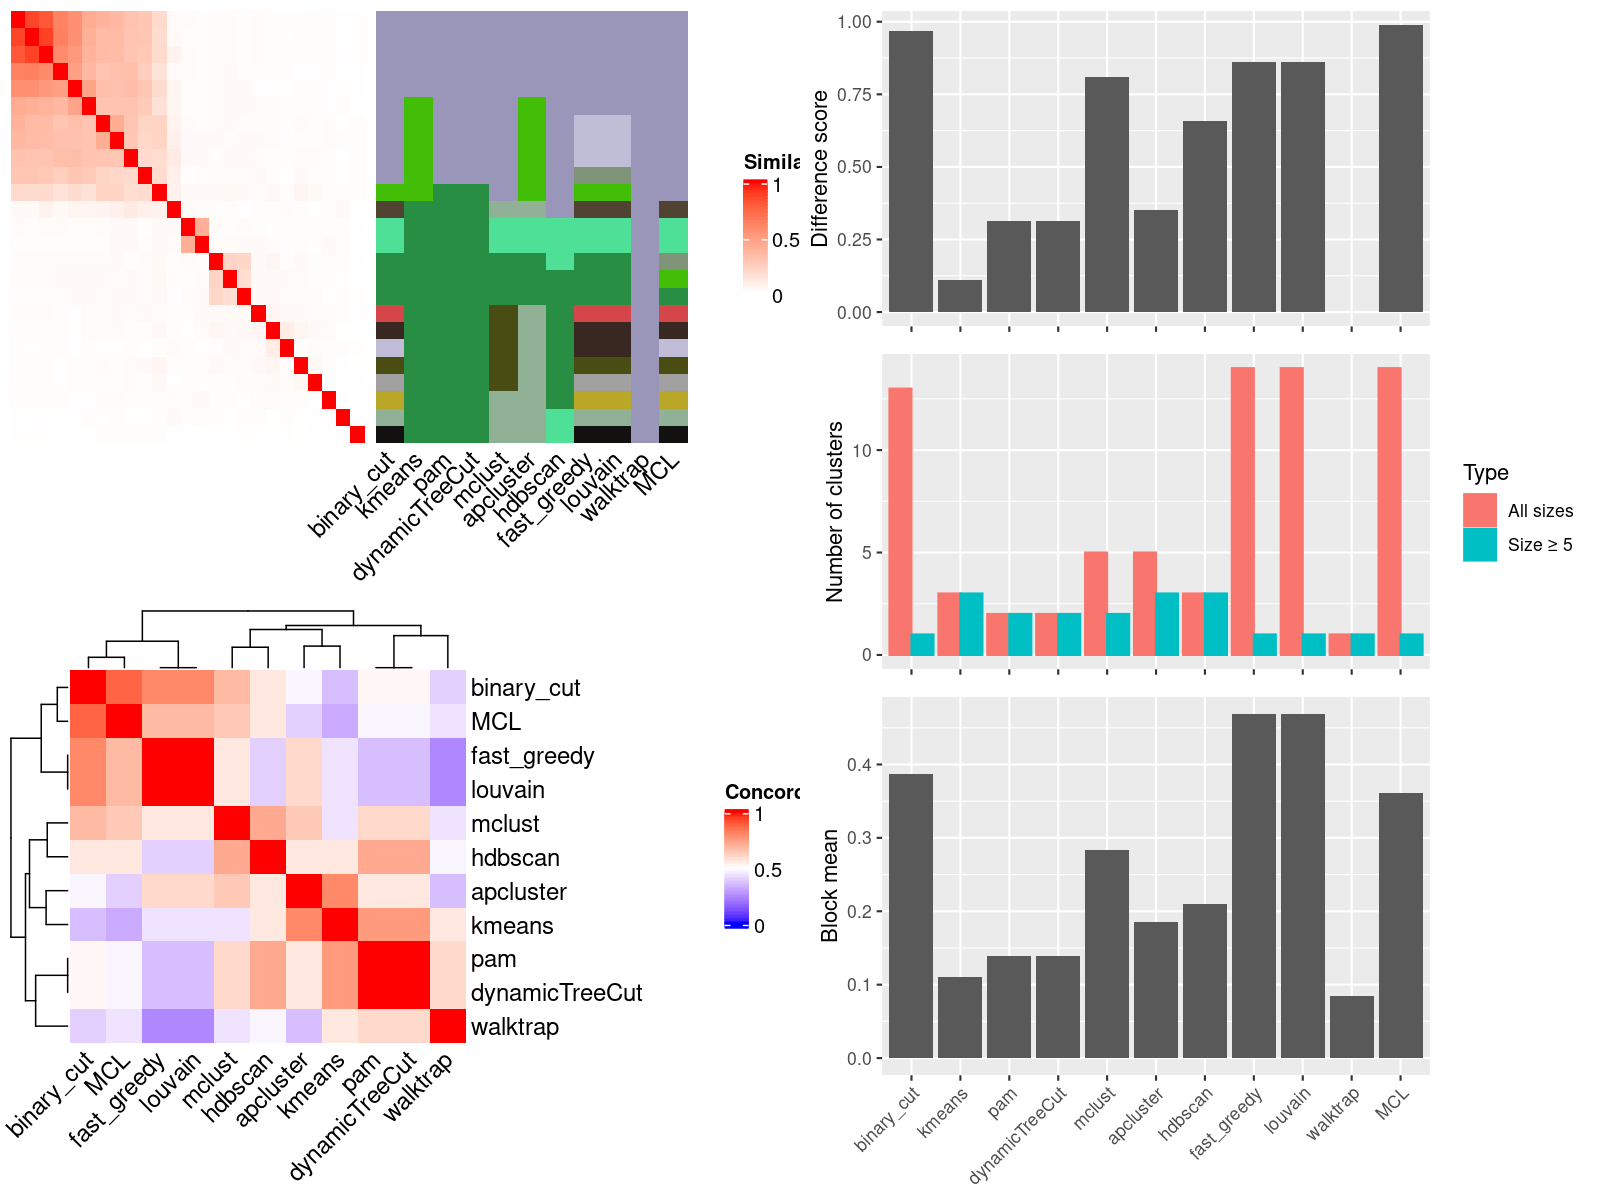 Simila
1
0.5
0
binary_cut
kmeans
pam
dynamicTreeCut
mclust
apcluster
hdbscan
fast_greedy
louvain
walktrap
MCL
binary_cut
MCL
fast_greedy
louvain
mclust
hdbscan
apcluster
kmeans
pam
dynamicTreeCut
walktrap
Concord
1
0.5
0
binary_cut
MCL
fast_greedy
louvain
mclust
hdbscan
apcluster
kmeans
pam
dynamicTreeCut
walktrap
Difference score
1.00
0.75
0.50
0.25
0.00
Number of clusters
10
5
0
Type
All sizes
Size ≥ 5
Block mean
0.4
0.3
0.2
0.1
0.0
binary_cut
kmeans
pam
dynamicTreeCut
mclust
apcluster
hdbscan
fast_greedy
louvain
walktrap
MCL